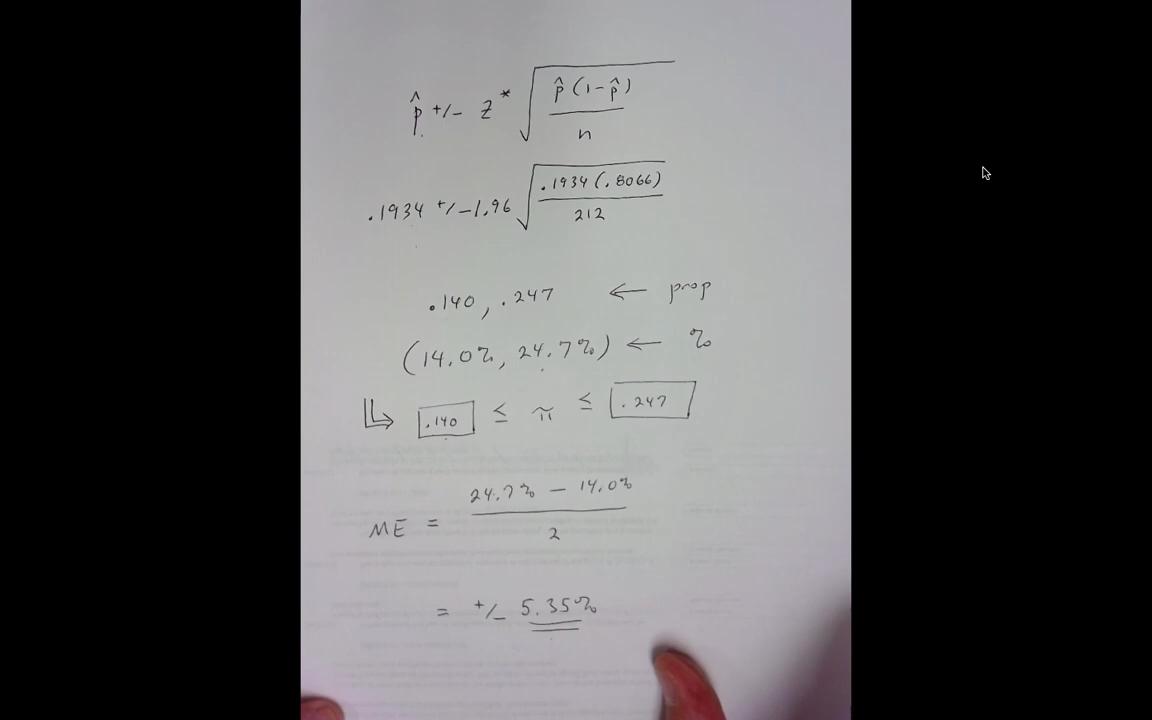 p̂ +/- z* √(p̂(1-p̂)/n)
.1934 +/- 1.96 √(.1934(.8066)/212)
.140, .247 ← prop
(14.0%, 24.7%) ← %
↳ .140 ≤ π ≤ .247
ME = (24.7% - 14.0%)/2
= +/- 5.35%